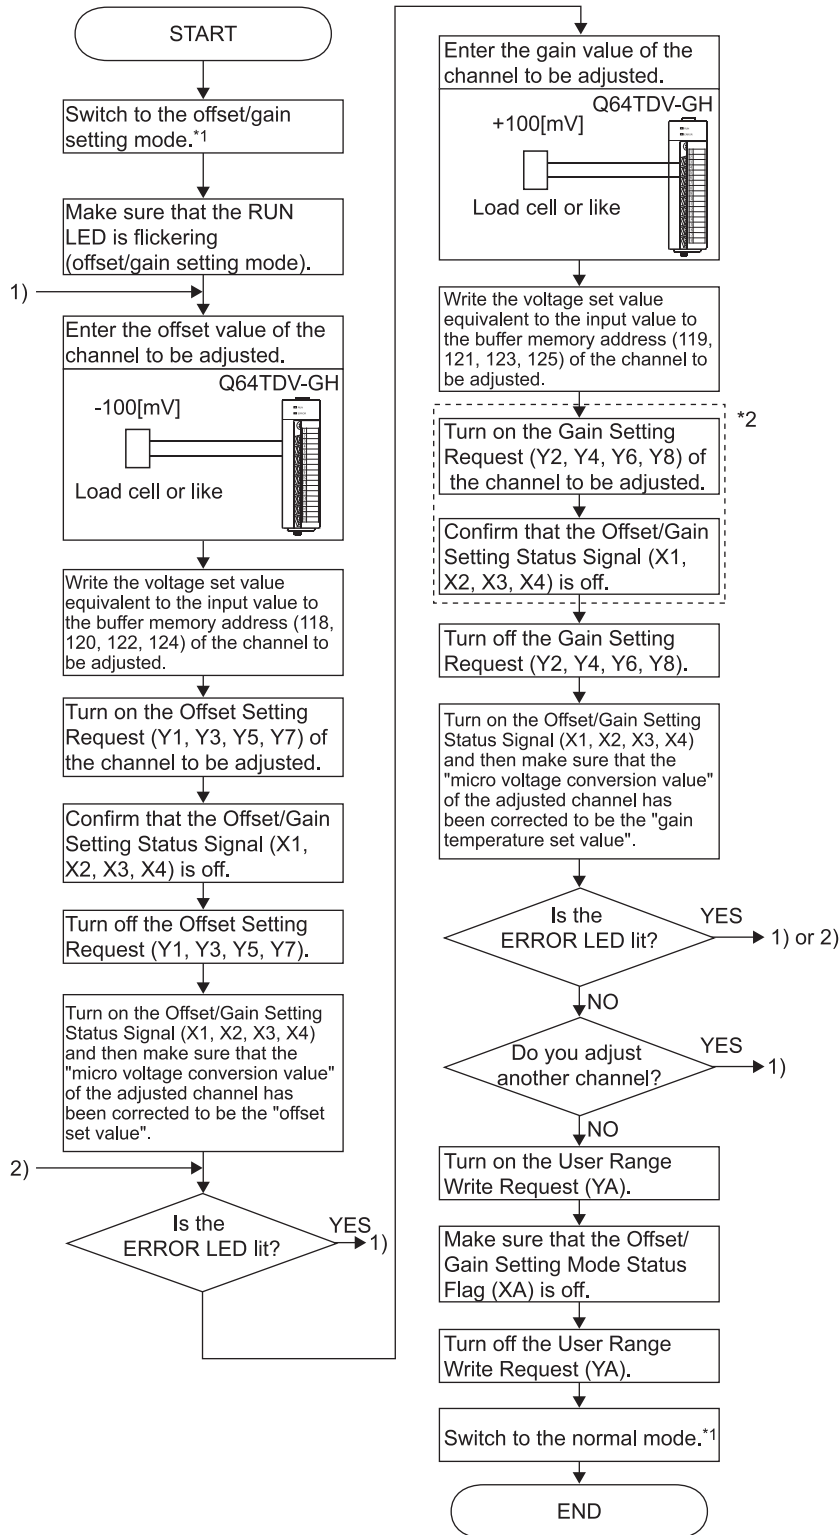 START
Switch to the offset/gain
setting mode.*1
Make sure that the RUN
LED is flickering
(offset/gain setting mode).
1)
Enter the offset value of the
channel to be adjusted.
Q64TDV-GH
-100[mV]
Load cell or like
Write the voltage set value
equivalent to the input value to
the buffer memory address (118,
120, 122, 124) of the channel to
be adjusted.
Turn on the Offset Setting
Request (Y1, Y3, Y5, Y7) of
the channel to be adjusted.
Confirm that the Offset/Gain
Setting Status Signal (X1,
X2, X3, X4) is off.
Turn off the Offset Setting
Request (Y1, Y3, Y5, Y7).
Turn on the Offset/Gain Setting
Status Signal (X1, X2, X3, X4)
and then make sure that the
"micro voltage conversion value"
of the adjusted channel has
been corrected to be the "offset
set value".
2)
Is the
ERROR LED lit?
YES
1)
Enter the gain value of the
channel to be adjusted.
Q64TDV-GH
+100[mV]
Load cell or like
Write the voltage set value
equivalent to the input value to
the buffer memory address (119,
121, 123, 125) of the channel to
be adjusted.
*2
Turn on the Gain Setting
Request (Y2, Y4, Y6, Y8) of
the channel to be adjusted.
Confirm that the Offset/Gain
Setting Status Signal (X1,
X2, X3, X4) is off.
Turn off the Gain Setting
Request (Y2, Y4, Y6, Y8).
Turn on the Offset/Gain Setting
Status Signal (X1, X2, X3, X4)
and then make sure that the
"micro voltage conversion value"
of the adjusted channel has
been corrected to be the "gain
temperature set value".
Is the
ERROR LED lit?
YES
1) or 2)
NO
Do you adjust
another channel?
YES
1)
NO
Turn on the User Range
Write Request (YA).
Make sure that the Offset/
Gain Setting Mode Status
Flag (XA) is off.
Turn off the User Range
Write Request (YA).
Switch to the normal mode.*1
END